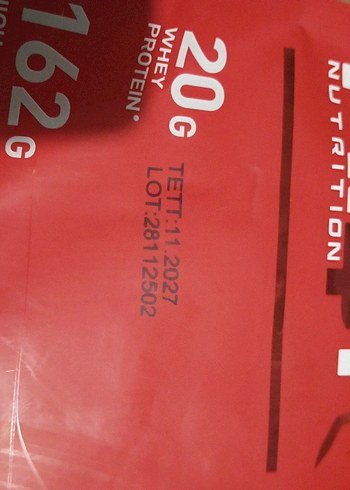 NUTRITION
20G
WHEY
PROTEIN*
TETT:11.2027
LOT:28112502
162G